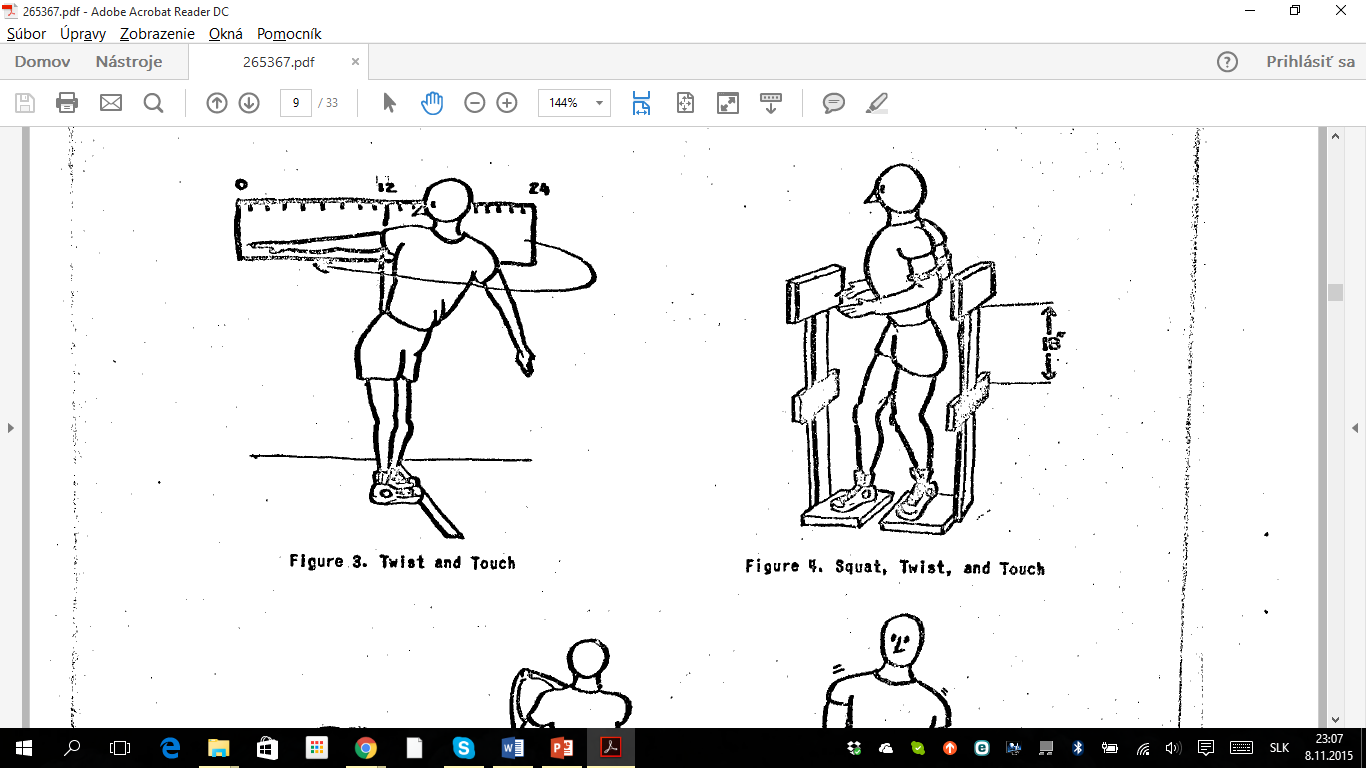 265367.pdf - Adobe Acrobat Reader DC
Súbor Úpravy Zobrazenie Okná Pomocník
Domov Nástroje 265367.pdf × ? Prihlásiť sa
9 / 33 144%
0 12 24
18"
Figure 3. Twist and Touch
Figure 4. Squat, Twist, and Touch
SLK 23:07
8.11.2015